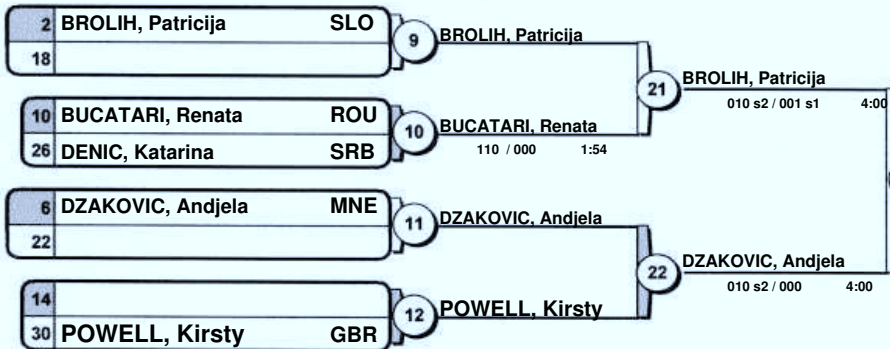 2 BROLIH, Patricija SLO
18
9 BROLIH, Patricija
10 BUCATARI, Renata ROU
26 DENIC, Katarina SRB
10 BUCATARI, Renata
110 / 000 1:54
21 BROLIH, Patricija
010 s2 / 001 s1 4:00
6 DZAKOVIC, Andjela MNE
22
11 DZAKOVIC, Andjela
14
30 POWELL, Kirsty GBR
12 POWELL, Kirsty
22 DZAKOVIC, Andjela
010 s2 / 000 4:00